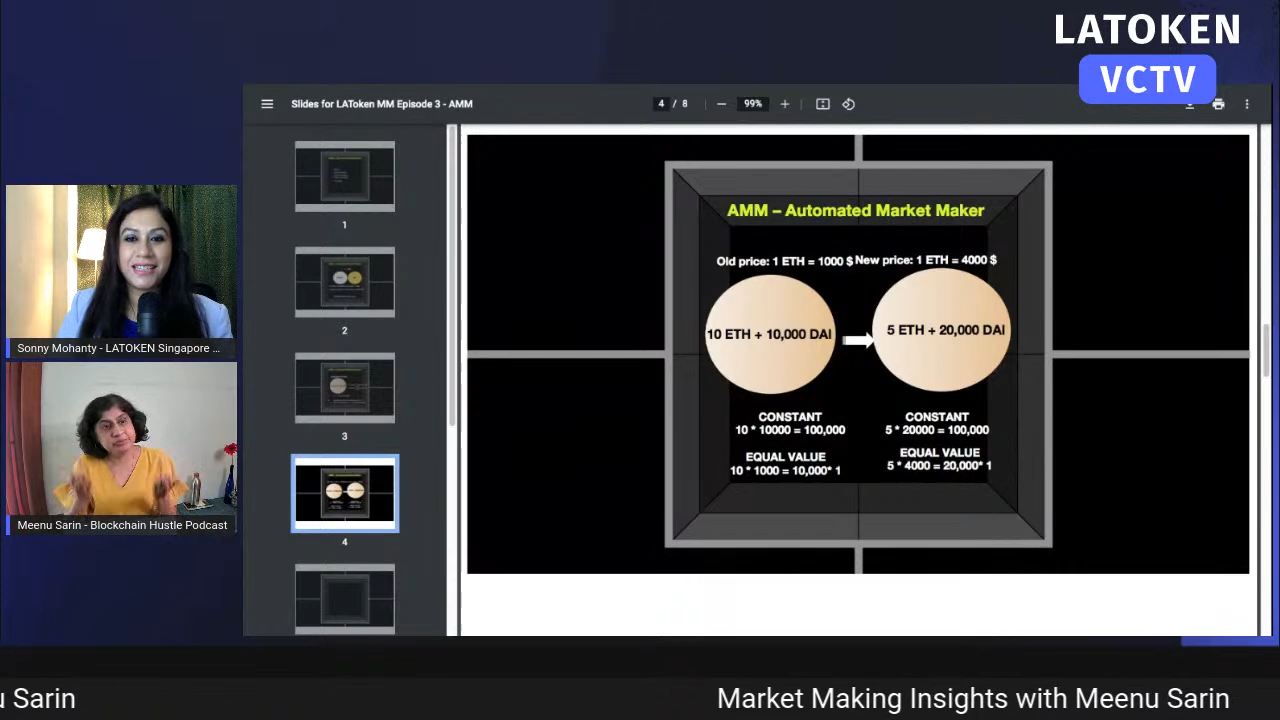 LATOKEN
VCTV
Slides for LAToken MM Episode 3 - AMM
4 / 8
99%
1
2
3
4
AMM – Automated Market Maker
Old price: 1 ETH = 1000 $
New price: 1 ETH = 4000 $
10 ETH + 10,000 DAI
5 ETH + 20,000 DAI
CONSTANT
10 * 10000 = 100,000
CONSTANT
5 * 20000 = 100,000
EQUAL VALUE
10 * 1000 = 10,000* 1
EQUAL VALUE
5 * 4000 = 20,000* 1
Sonny Mohanty - LATOKEN Singapore ...
Meenu Sarin - Blockchain Hustle Podcast
u Sarin
Market Making Insights with Meenu Sarin